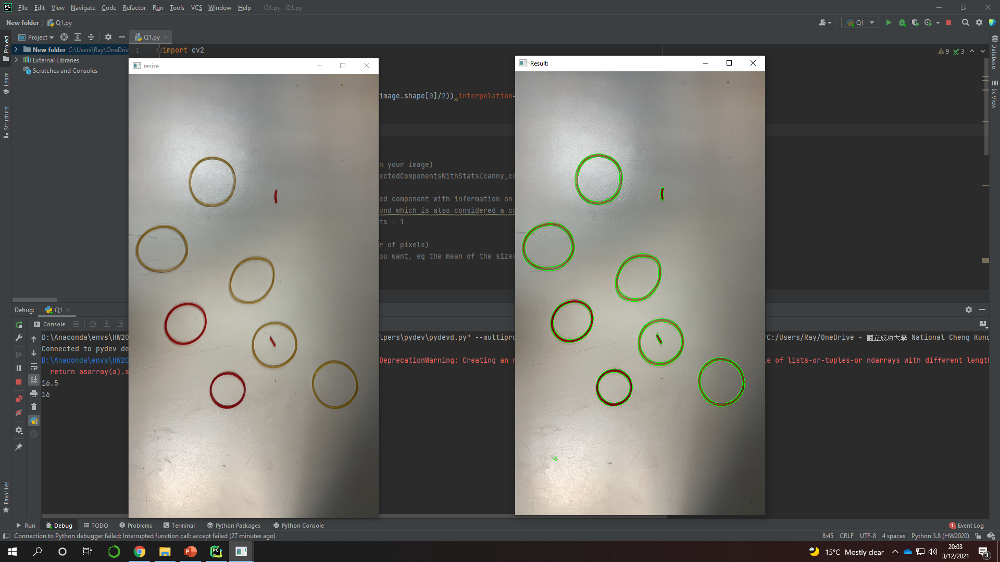 File Edit View Navigate Code Refactor Run Tools VCS Window Help Q1.py - Q1.py
New folder Q1.py
Q1
Project
Q1.py
New folder C:\Users\Ray\OneDriv
External Libraries
Scratches and Consoles
1 import cv2
9 3
resize
Result:
image.shape[0]/2)),interpolation=
n your image)
ectedComponentsWithStats(canny,co
ed component with information on
und which is also considered a co
ts - 1
r of pixels)
ou want, eg the mean of the sizes
Project
Learn
Structure
Favorites
Database
SciView
Debug: Q1
Console
D:\Anaconda\envs\HW20 lpers\pydev\pydevd.py" --multipro "C:/Users/Ray/OneDrive - 國立成功大學 National Cheng Kung
Connected to pydev de
D:\Anaconda\envs\HW20 DeprecationWarning: Creating an n le of lists-or-tuples-or ndarrays with different length
return asarray(a).s
16.5
16
Run Debug TODO Problems Terminal Python Packages Python Console 1 Event Log
Connection to Python debugger failed: Interrupted function call: accept failed (27 minutes ago) 8:45 CRLF UTF-8 4 spaces Python 3.8 (HW2020)
15°C Mostly clear
20:03
3/12/2021
3